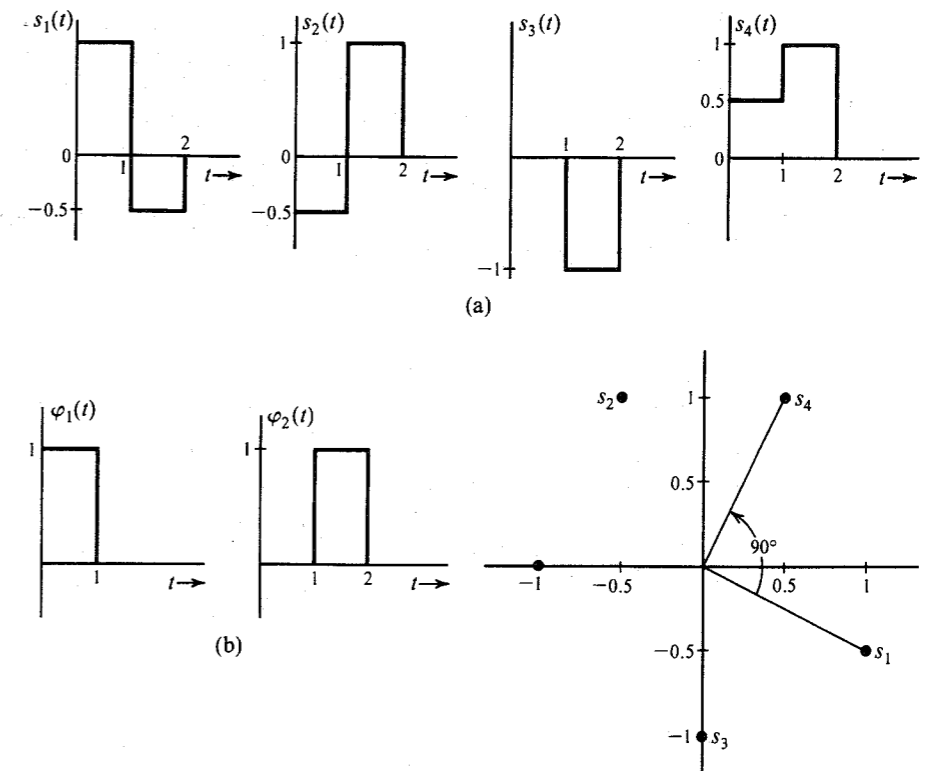 s₁(t) s₂(t) s₃(t) s₄(t)
0 −0.5 1 2 t→
1 0 −0.5 1 2 t→
−1 1 2 t→
1 0.5 0 1 2 t→
(a)
φ₁(t) φ₂(t)
1 1 t→
1 1 2 t→
(b)
s₂ 1 s₄
0.5
90°
−1 −0.5 0.5 1
−0.5 s₁
−1 s₃